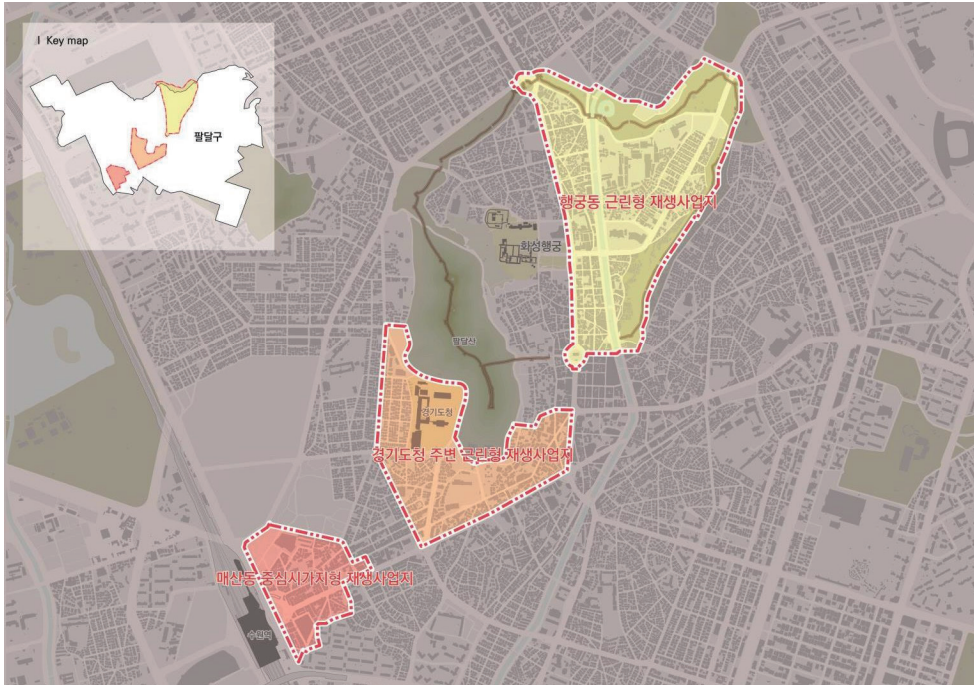 | Key map
팔달구
행궁동 근린형 재생사업지
화성행궁
팔달산
경기도청
경기도청 주변 근린형 재생사업지
매산동 중심시가지형 재생사업지
수원역